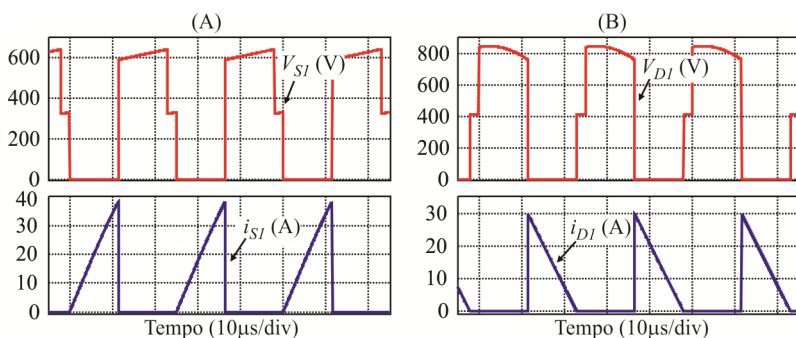 (A)
(B)
600
400
200
0
V_{S1} (V)
800
600
400
200
0
V_{D1} (V)
40
30
20
10
0
i_{S1} (A)
30
20
10
0
i_{D1} (A)
Tempo (10μs/div)
Tempo (10μs/div)